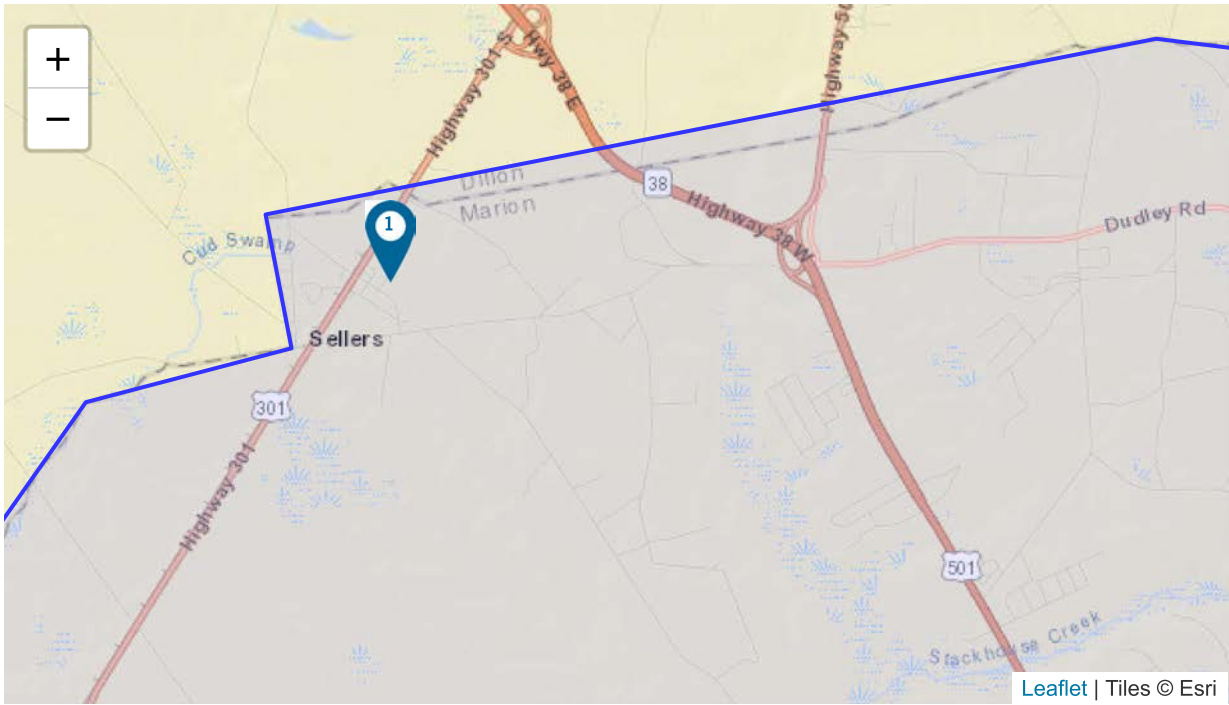 +
−
Highway 301 S
Hwy 38 E
Highway 50
Dillon
Marion
38
1
Highway 38 W
Dudley Rd
Cud Swamp
Sellers
301
Highway 301
501
Stackhouse Creek
Leaflet | Tiles © Esri